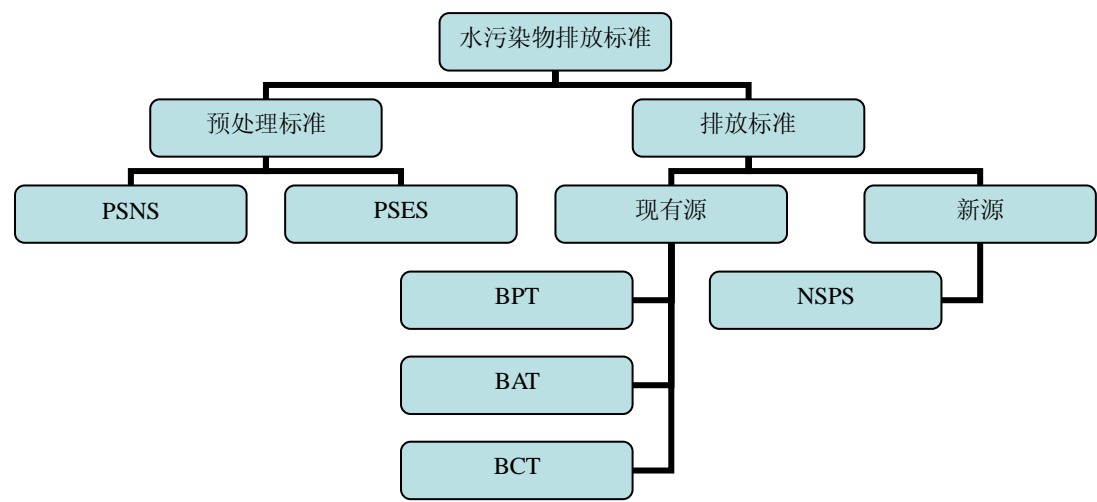 水污染物排放标准
预处理标准
排放标准
PSNS
PSES
现有源
新源
BPT
NSPS
BAT
BCT